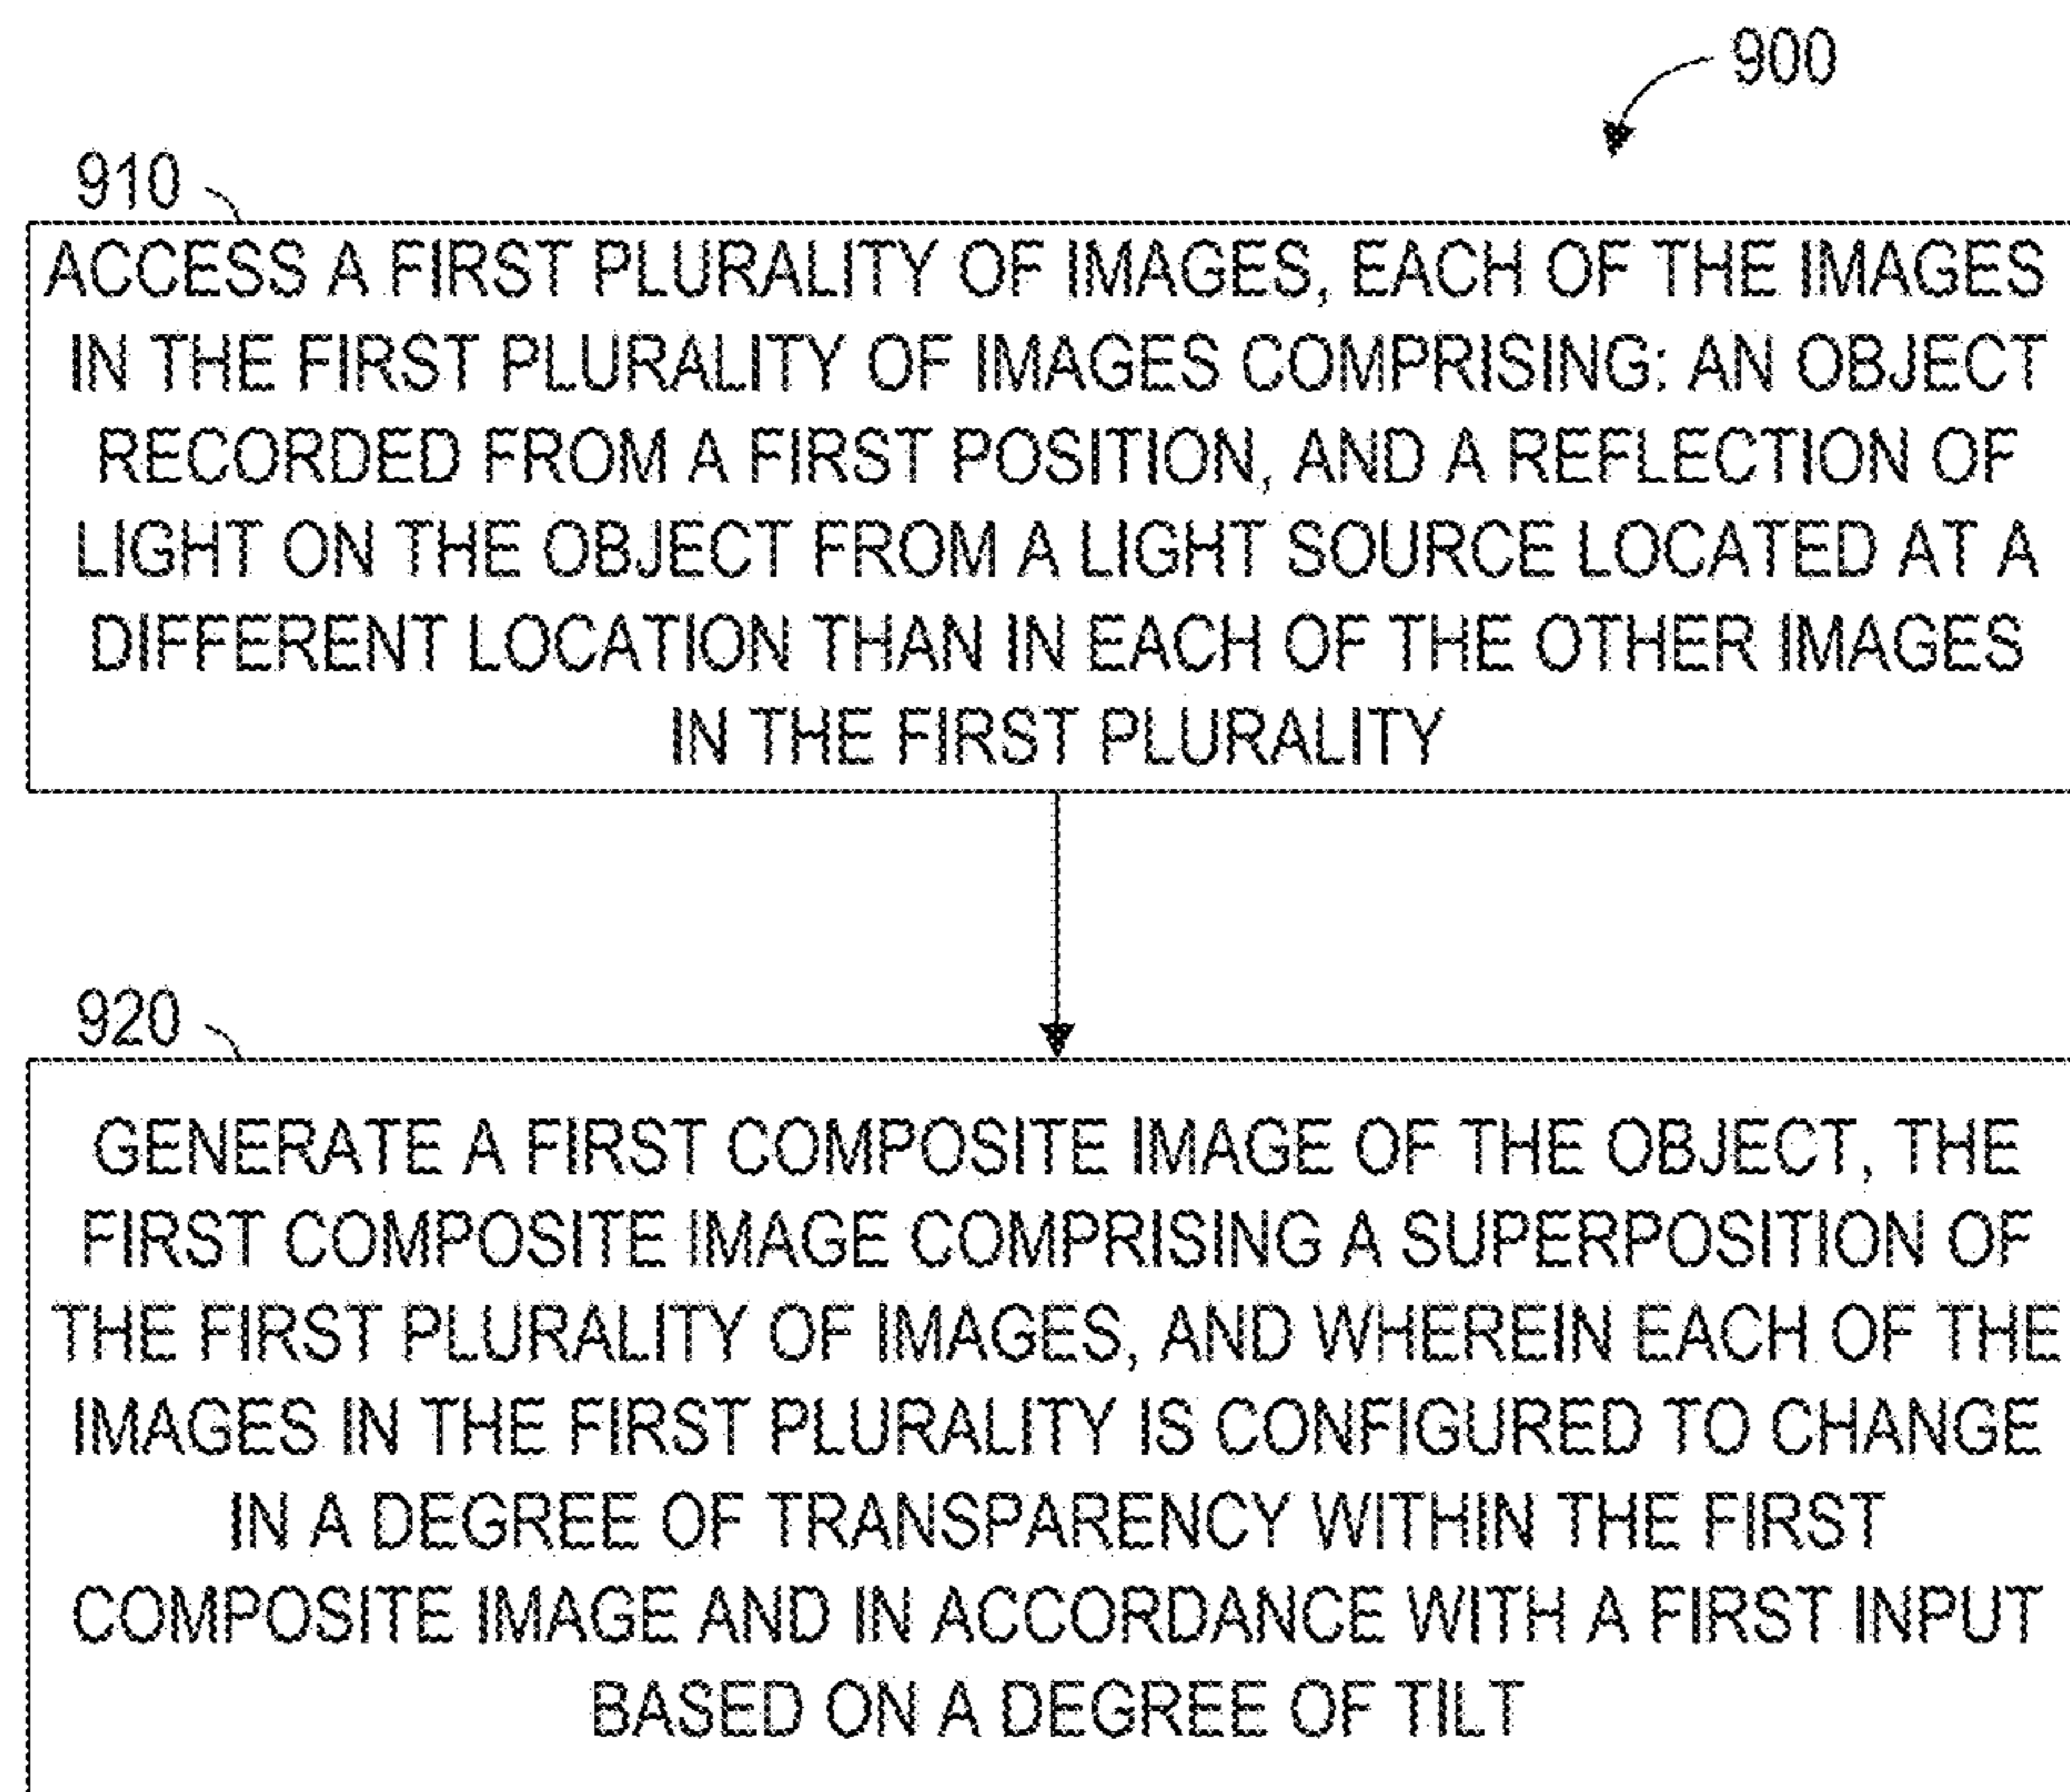 900
910
ACCESS A FIRST PLURALITY OF IMAGES, EACH OF THE IMAGES
IN THE FIRST PLURALITY OF IMAGES COMPRISING: AN OBJECT
RECORDED FROM A FIRST POSITION, AND A REFLECTION OF
LIGHT ON THE OBJECT FROM A LIGHT SOURCE LOCATED AT A
DIFFERENT LOCATION THAN IN EACH OF THE OTHER IMAGES
IN THE FIRST PLURALITY
920
GENERATE A FIRST COMPOSITE IMAGE OF THE OBJECT, THE
FIRST COMPOSITE IMAGE COMPRISING A SUPERPOSITION OF
THE FIRST PLURALITY OF IMAGES, AND WHEREIN EACH OF THE
IMAGES IN THE FIRST PLURALITY IS CONFIGURED TO CHANGE
IN A DEGREE OF TRANSPARENCY WITHIN THE FIRST
COMPOSITE IMAGE AND IN ACCORDANCE WITH A FIRST INPUT
BASED ON A DEGREE OF TILT